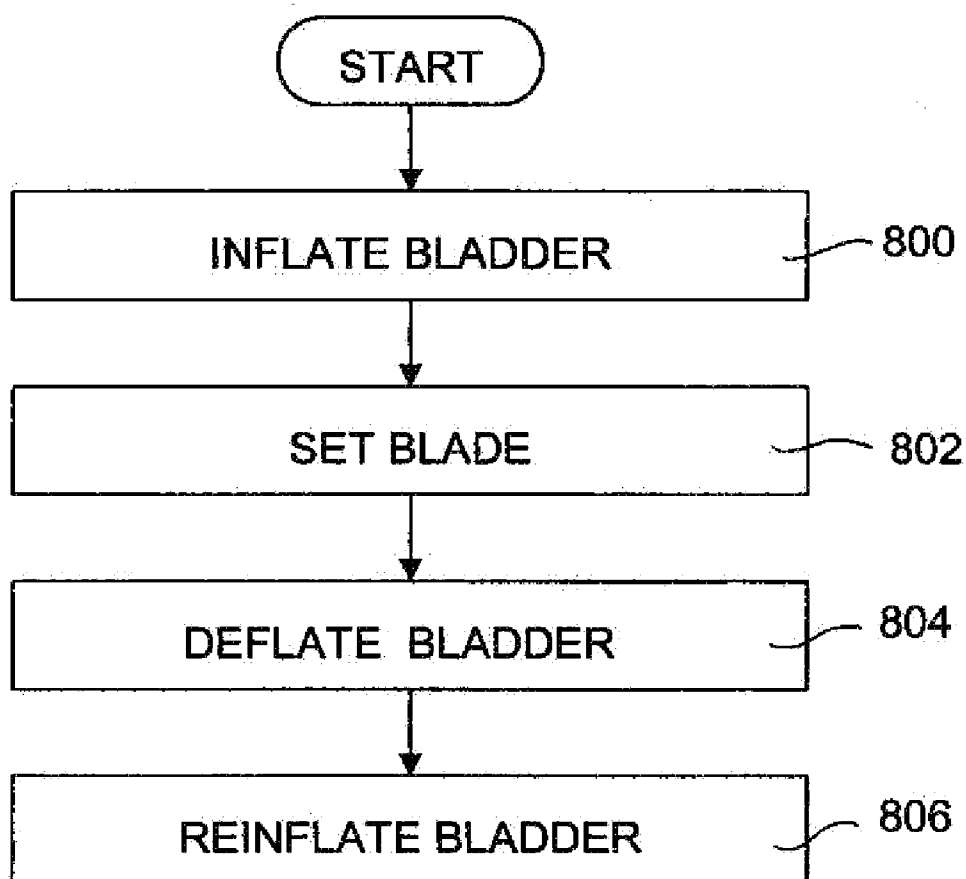 START
INFLATE BLADDER 800
SET BLADE 802
DEFLATE BLADDER 804
REINFLATE BLADDER 806